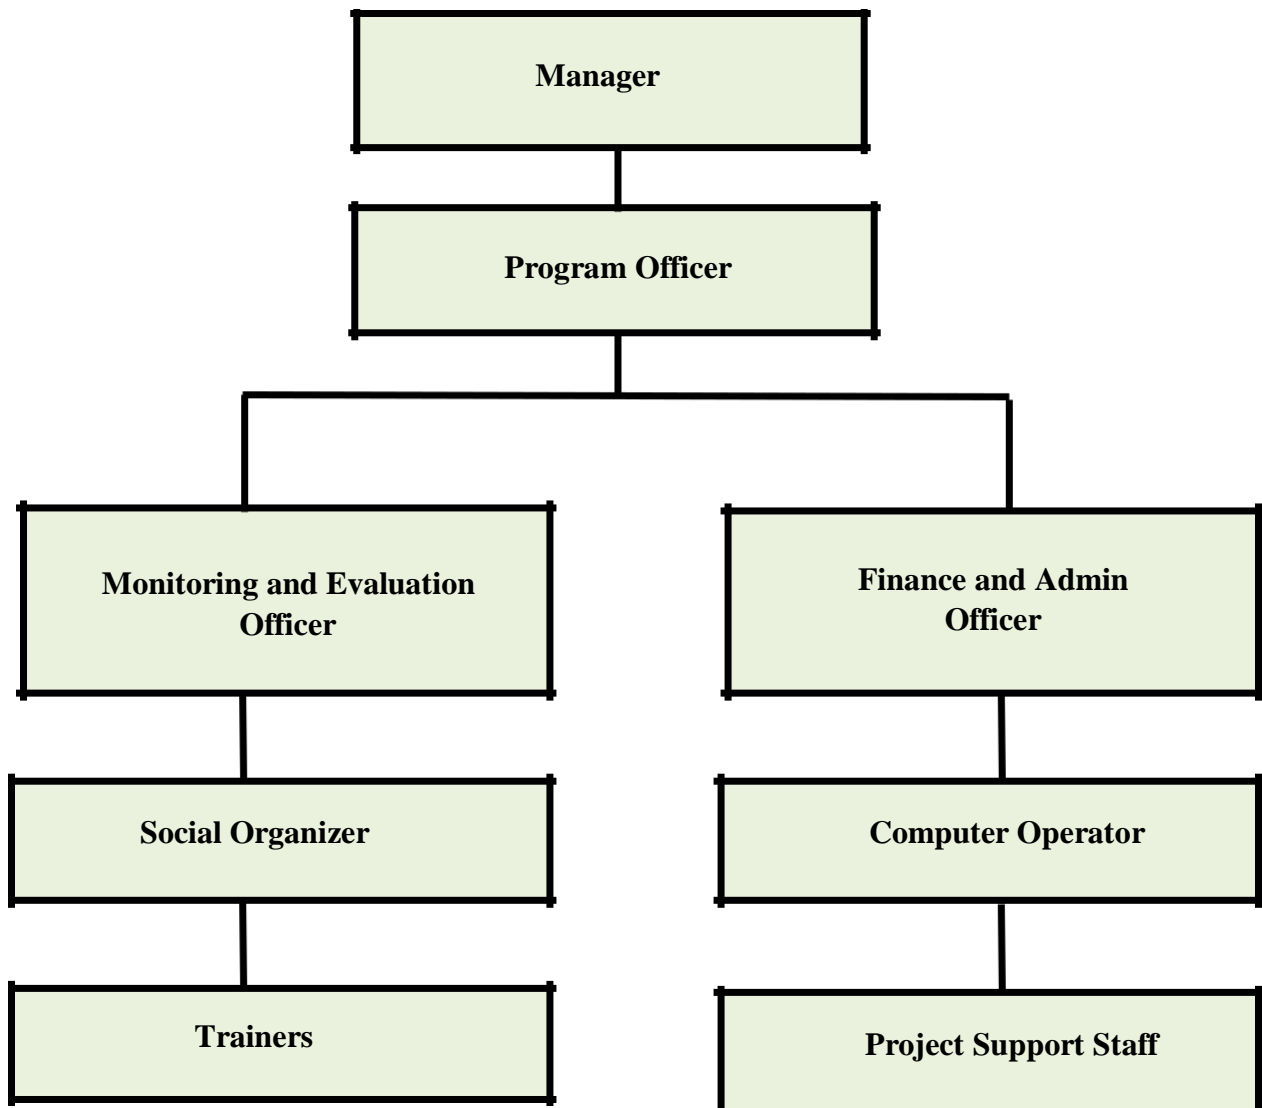 Manager
Program Officer
Monitoring and Evaluation
Officer
Finance and Admin
Officer
Social Organizer
Computer Operator
Trainers
Project Support Staff